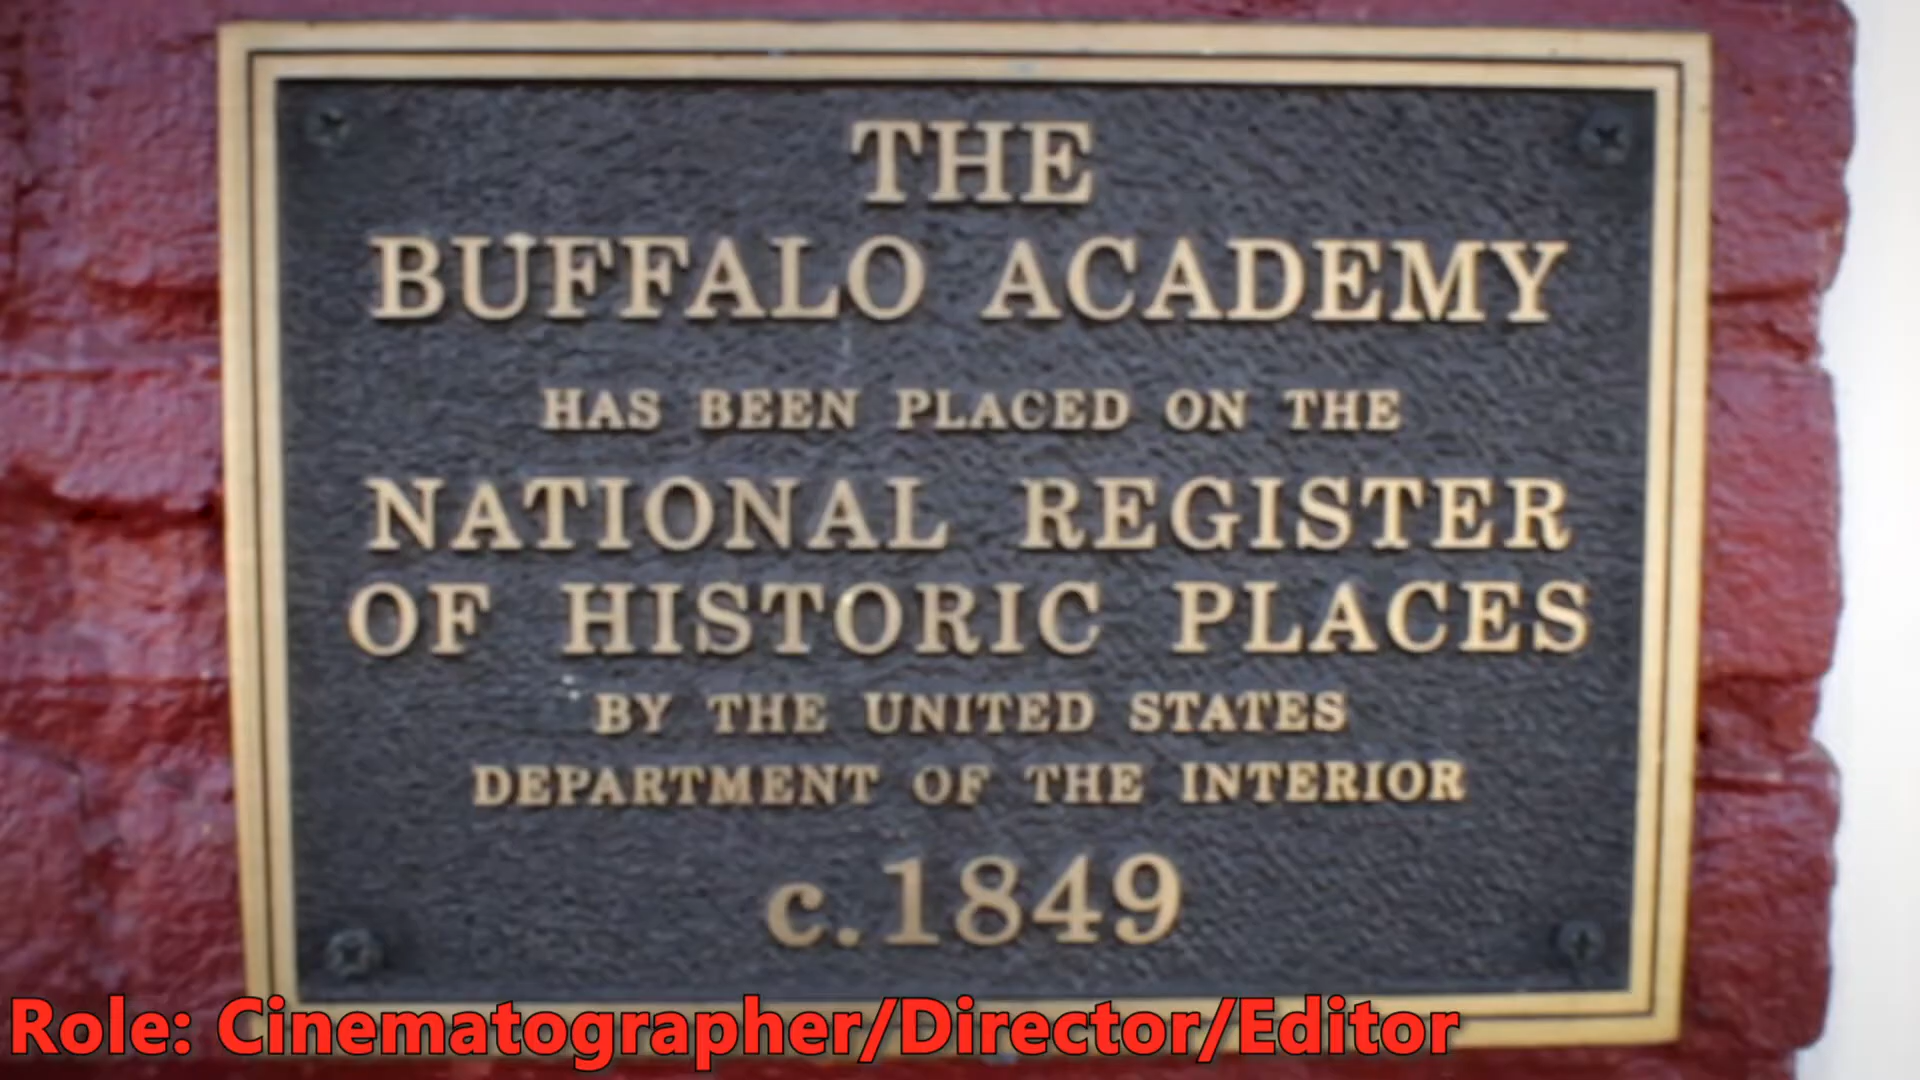 THE
BUFFALO ACADEMY
HAS BEEN PLACED ON THE
NATIONAL REGISTER
OF HISTORIC PLACES
BY THE UNITED STATES
DEPARTMENT OF THE INTERIOR
c.1849
Role: Cinematographer/Director/Editor